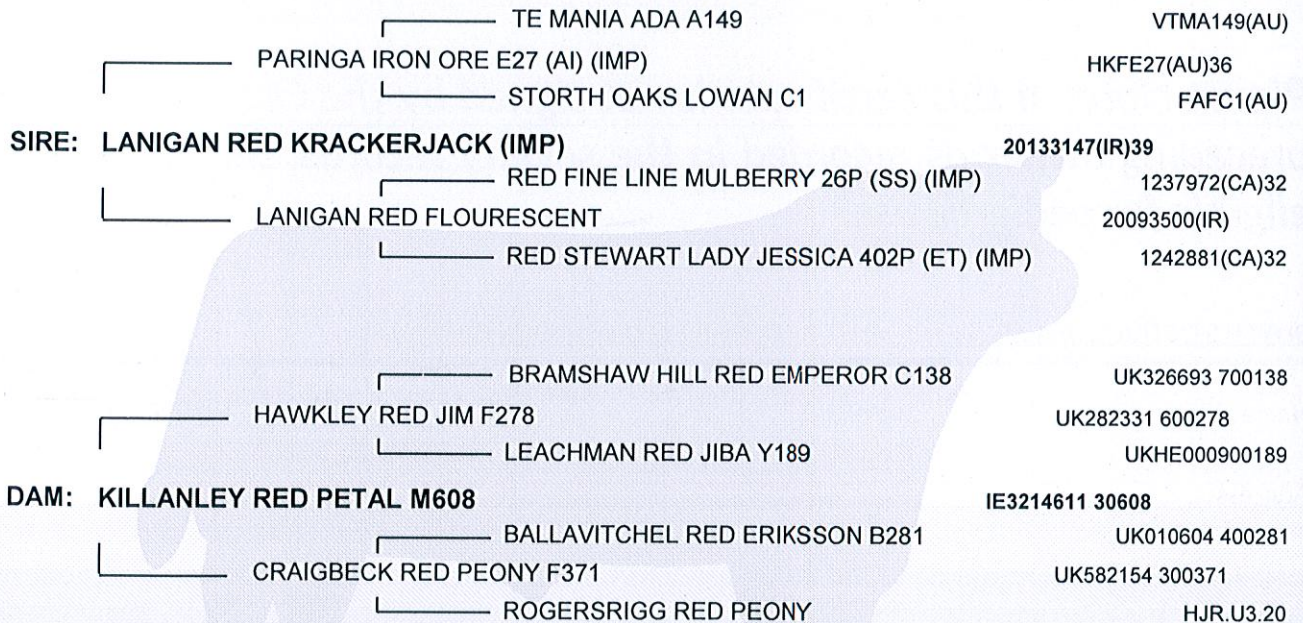 TE MANIA ADA A149 VTMA149(AU)
PARINGA IRON ORE E27 (AI) (IMP) HKFE27(AU)36
STORTH OAKS LOWAN C1 FAFC1(AU)
SIRE: LANIGAN RED KRACKERJACK (IMP) 20133147(IR)39
RED FINE LINE MULBERRY 26P (SS) (IMP) 1237972(CA)32
LANIGAN RED FLOURESCENT 20093500(IR)
RED STEWART LADY JESSICA 402P (ET) (IMP) 1242881(CA)32
BRAMSHAW HILL RED EMPEROR C138 UK326693 700138
HAWKLEY RED JIM F278 UK282331 600278
LEACHMAN RED JIBA Y189 UKHE000900189
DAM: KILLANLEY RED PETAL M608 IE3214611 30608
BALLAVITCHEL RED ERIKSSON B281 UK010604 400281
CRAIGBECK RED PEONY F371 UK582154 300371
ROGERSRIGG RED PEONY HJR.U3.20